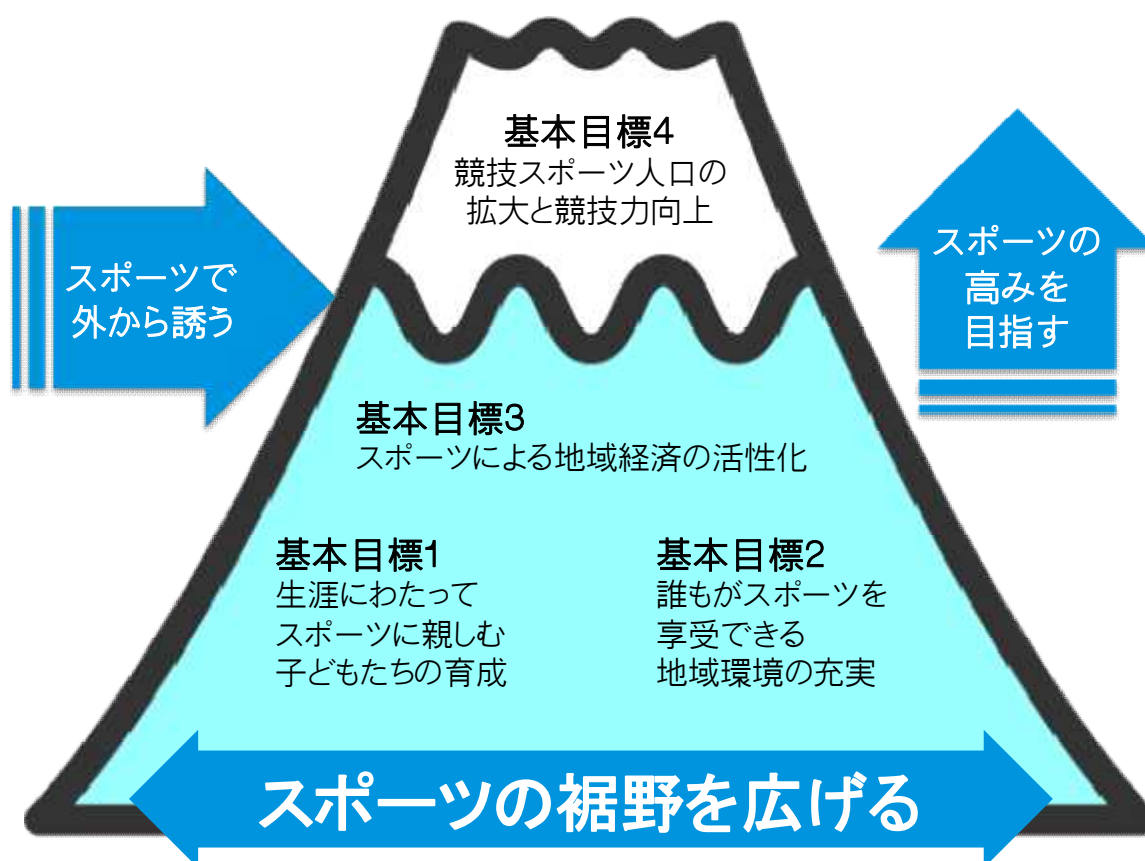 基本目標4
競技スポーツ人口の
拡大と競技力向上
スポーツで
外から誘う
スポーツの
高みを
目指す
基本目標3
スポーツによる地域経済の活性化
基本目標1
生涯にわたって
スポーツに親しむ
子どもたちの育成
基本目標2
誰もがスポーツを
享受できる
地域環境の充実
スポーツの裾野を広げる